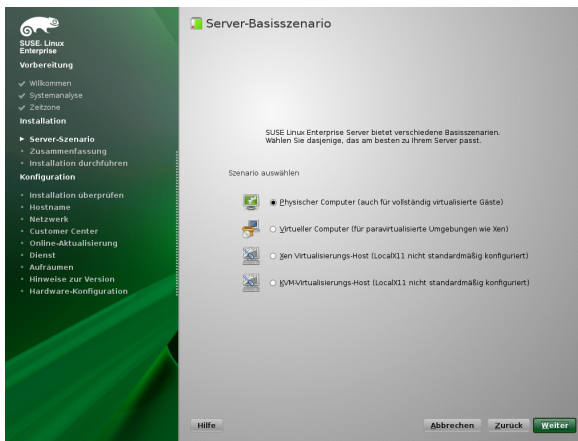 SUSE Linux
Enterprise
Vorbereitung
Willkommen
Systemanalyse
Zeitzone
Installation
Server-Szenario
Zusammenfassung
Installation durchführen
Konfiguration
Installation überprüfen
Hostname
Netzwerk
Customer Center
Online-Aktualisierung
Dienst
Aufräumen
Hinweise zur Version
Hardware-Konfiguration
Server-Basisszenario
SUSE Linux Enterprise Server bietet verschiedene Basisszenarien.
Wählen Sie dasjenige, das am besten zu Ihrem Server passt.
Szenario auswählen
Physischer Computer (auch für vollständig virtualisierte Gäste)
Virtueller Computer (für paravirtualisierte Umgebungen wie Xen)
Xen Virtualisierungs-Host (LocalX11 nicht standardmäßig konfiguriert)
KVM-Virtualisierungs-Host (LocalX11 nicht standardmäßig konfiguriert)
Hilfe
Abbrechen
Zurück
Weiter